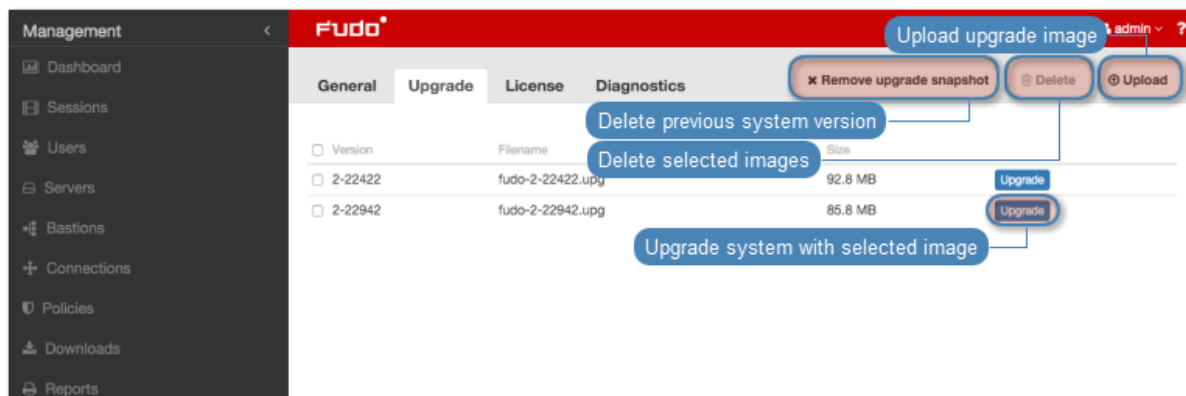 Management
Dashboard
Sessions
Users
Servers
Bastions
Connections
Policies
Downloads
Reports
FUDO
admin
?
Upload upgrade image
General Upgrade License Diagnostics
Remove upgrade snapshot Delete Upload
Delete previous system version
Delete selected images
Version Filename Size
2-22422 fudo-2-22422.upg 92.8 MB Upgrade
2-22942 fudo-2-22942.upg 85.8 MB Upgrade
Upgrade system with selected image